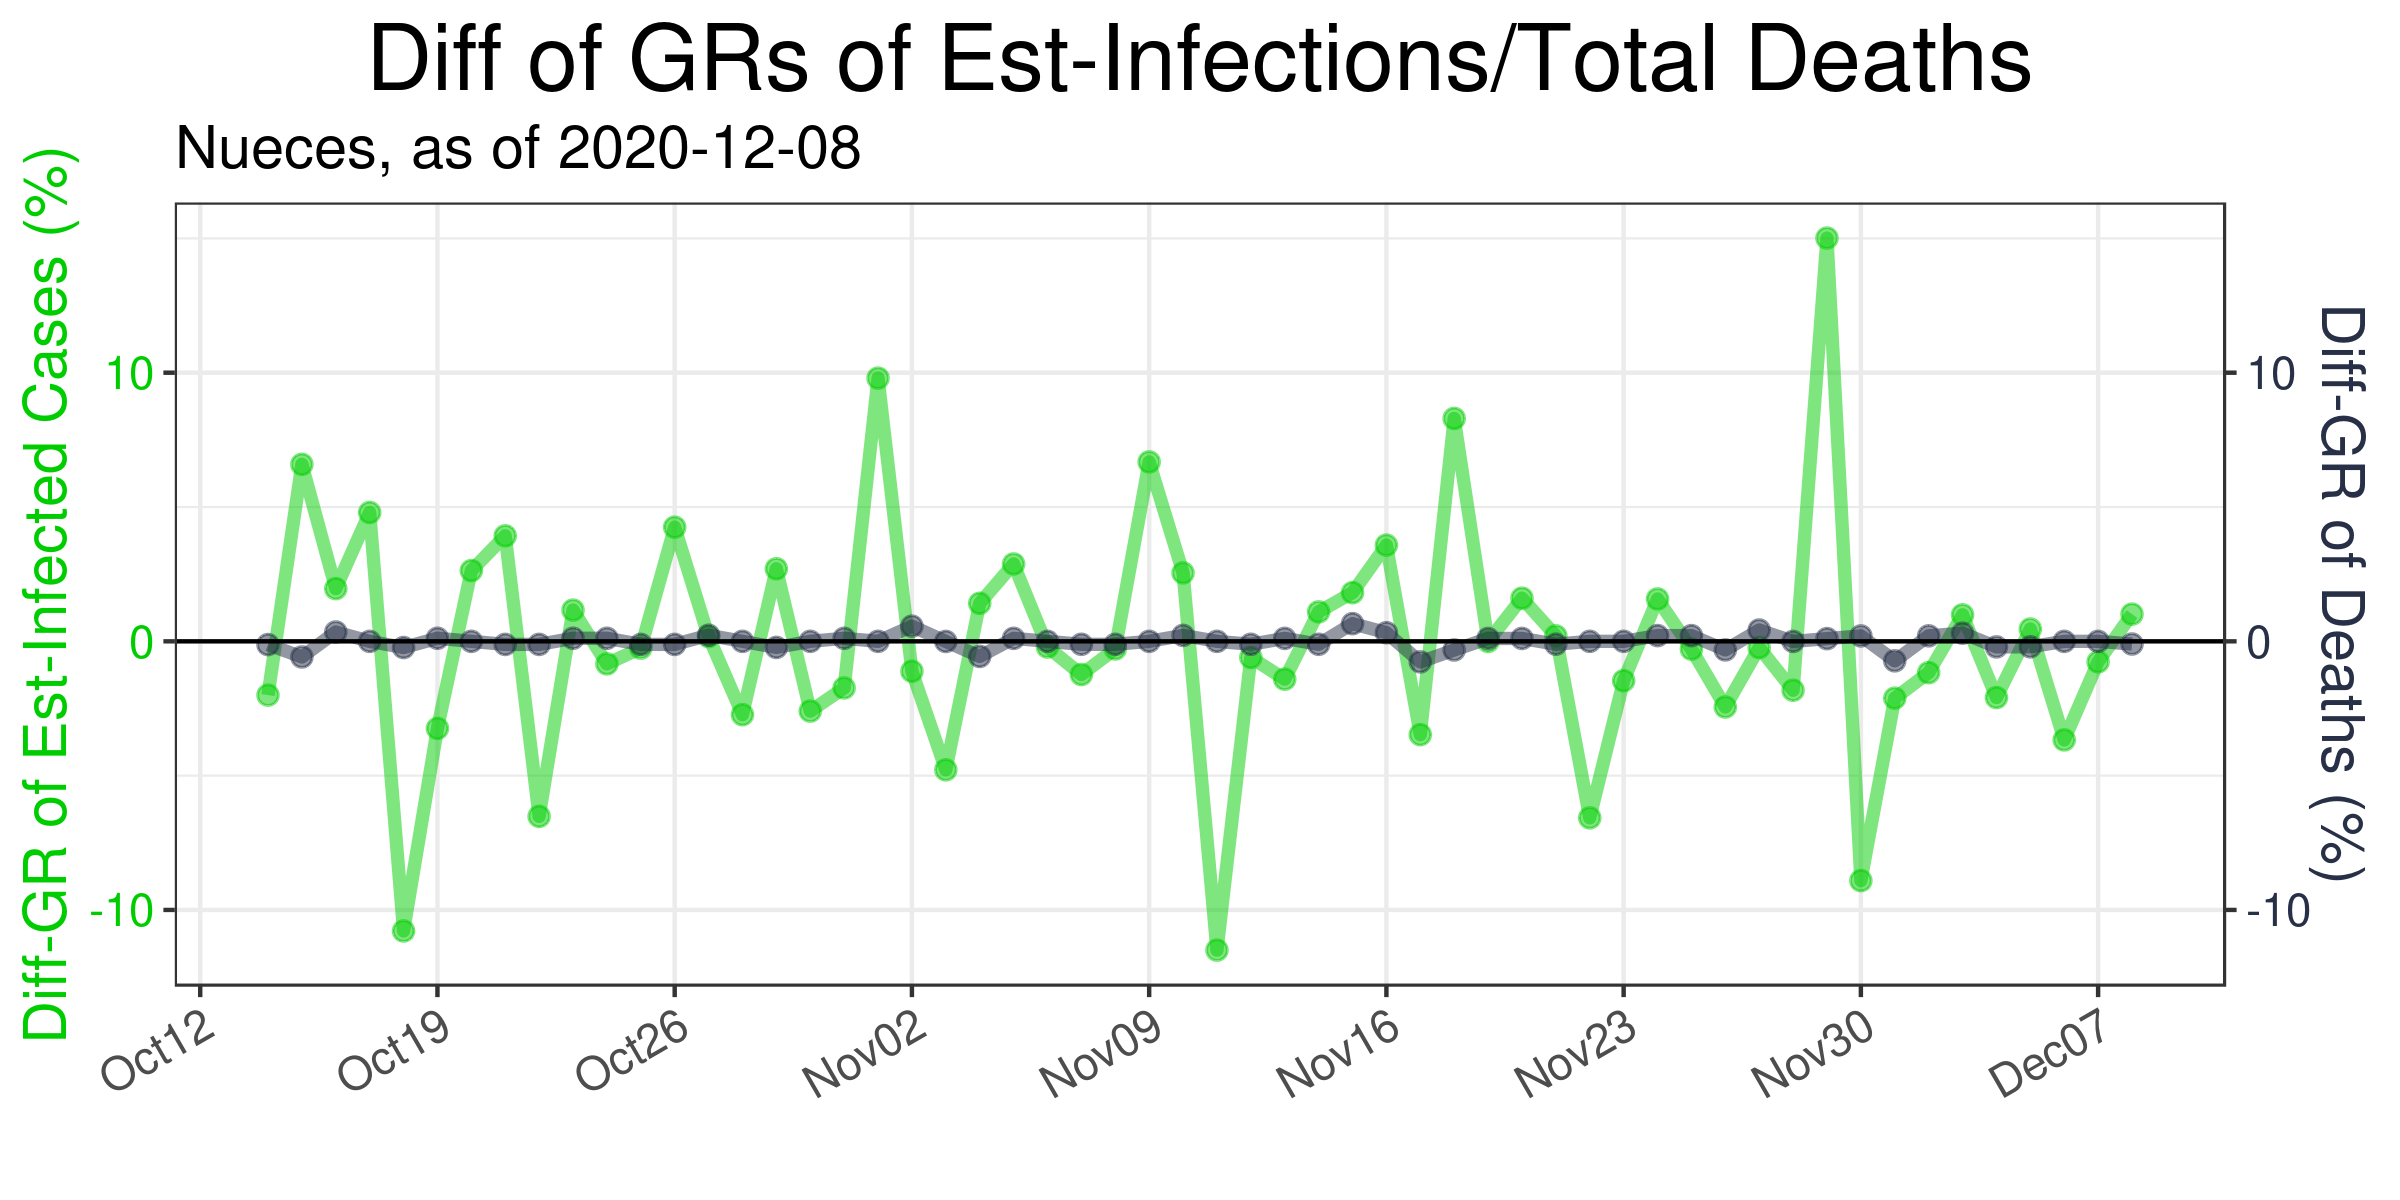 Diff of GRs of Est-Infections/Total Deaths
Nueces, as of 2020-12-08
Diff-GR of Est-Infected Cases (%)
10
0
-10
10
0
-10
Diff-GR of Deaths (%)
Oct12
Oct19
Oct26
Nov02
Nov09
Nov16
Nov23
Nov30
Dec07